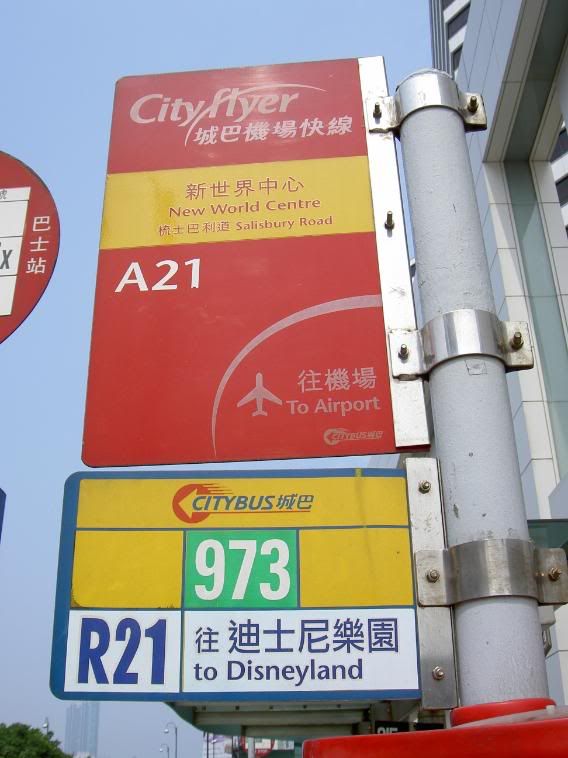 City flyer
城巴機場快線
新世界中心
New World Centre
梳士巴利道 Salisbury Road
A21
往機場
To Airport
CITYBUS 城巴
巴士站
CITYBUS 城巴
973
R21
往 迪士尼樂園
to Disneyland